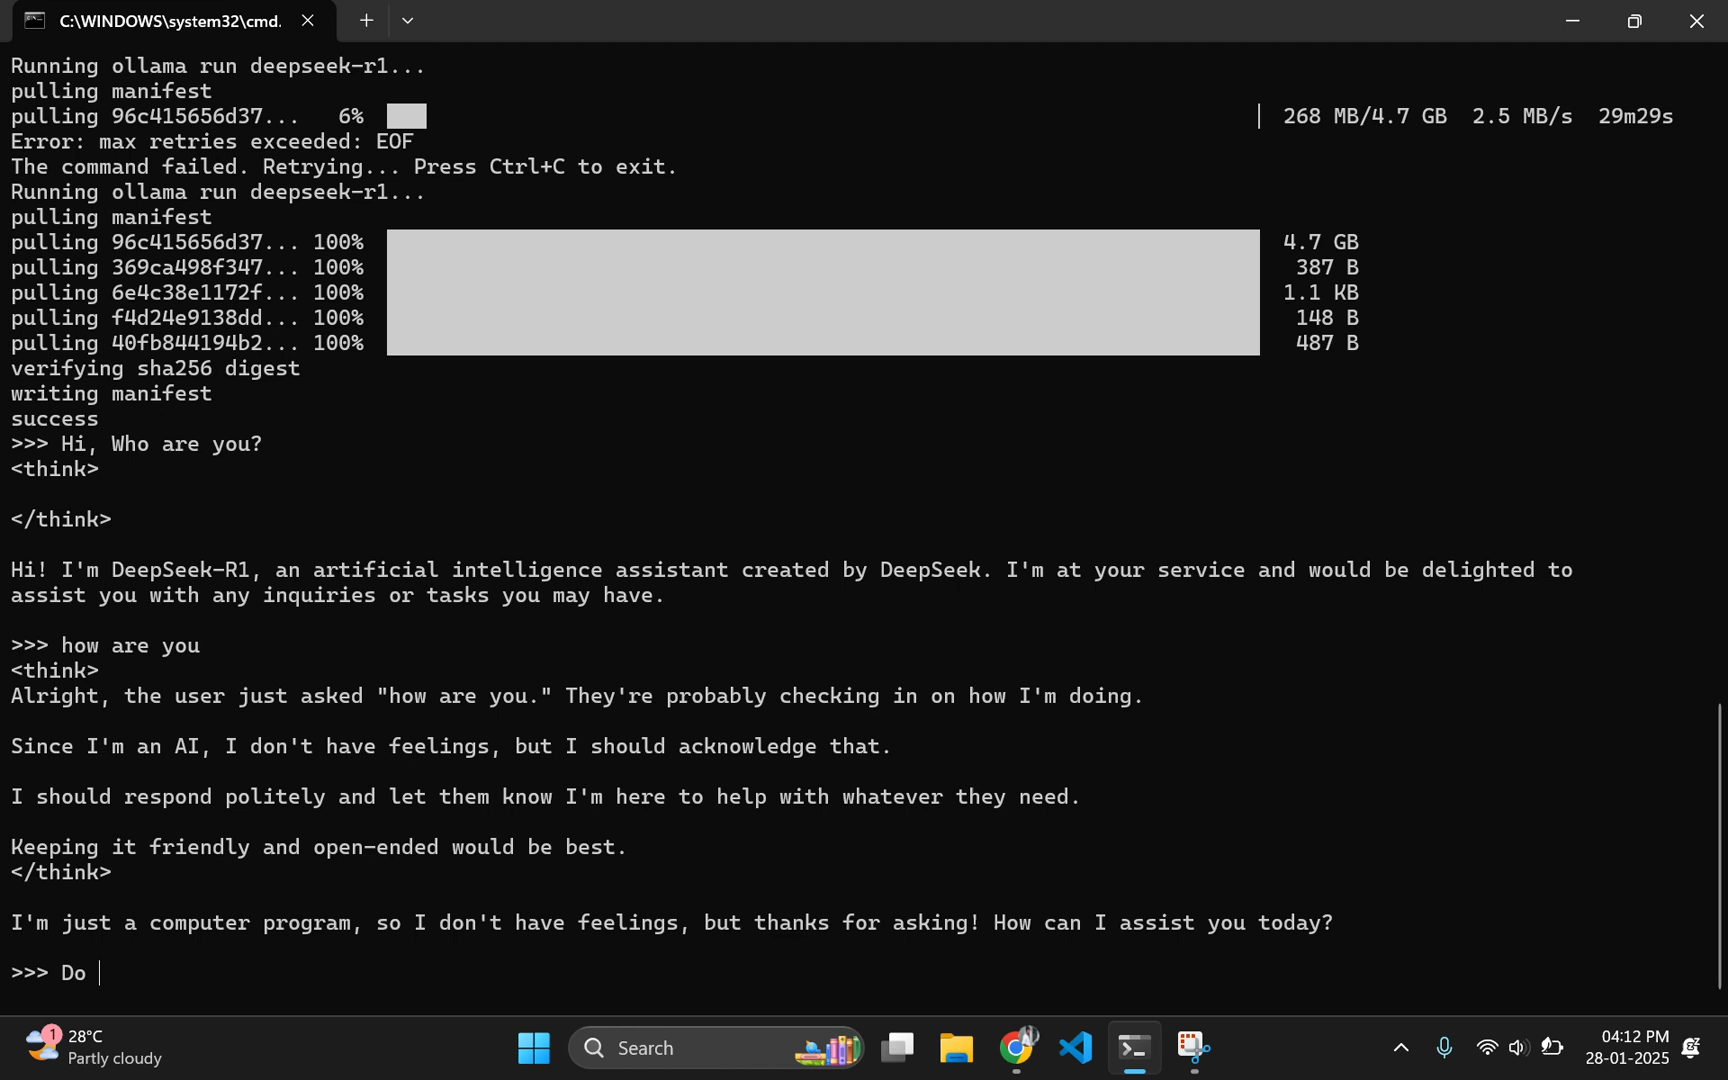 C:\WINDOWS\system32\cmd.
Running ollama run deepseek-r1...
pulling manifest
pulling 96c415656d37...   6% 268 MB/4.7 GB  2.5 MB/s  29m29s
Error: max retries exceeded: EOF
The command failed. Retrying... Press Ctrl+C to exit.
Running ollama run deepseek-r1...
pulling manifest
pulling 96c415656d37... 100% 4.7 GB
pulling 369ca498f347... 100% 387 B
pulling 6e4c38e1172f... 100% 1.1 KB
pulling f4d24e9138dd... 100% 148 B
pulling 40fb844194b2... 100% 487 B
verifying sha256 digest
writing manifest
success
>>> Hi, Who are you?
<think>
</think>
Hi! I'm DeepSeek-R1, an artificial intelligence assistant created by DeepSeek. I'm at your service and would be delighted to
assist you with any inquiries or tasks you may have.
>>> how are you
<think>
Alright, the user just asked "how are you." They're probably checking in on how I'm doing.
Since I'm an AI, I don't have feelings, but I should acknowledge that.
I should respond politely and let them know I'm here to help with whatever they need.
Keeping it friendly and open-ended would be best.
</think>
I'm just a computer program, so I don't have feelings, but thanks for asking! How can I assist you today?
>>> Do
1
28°C
Partly cloudy
Search
04:12 PM
28-01-2025